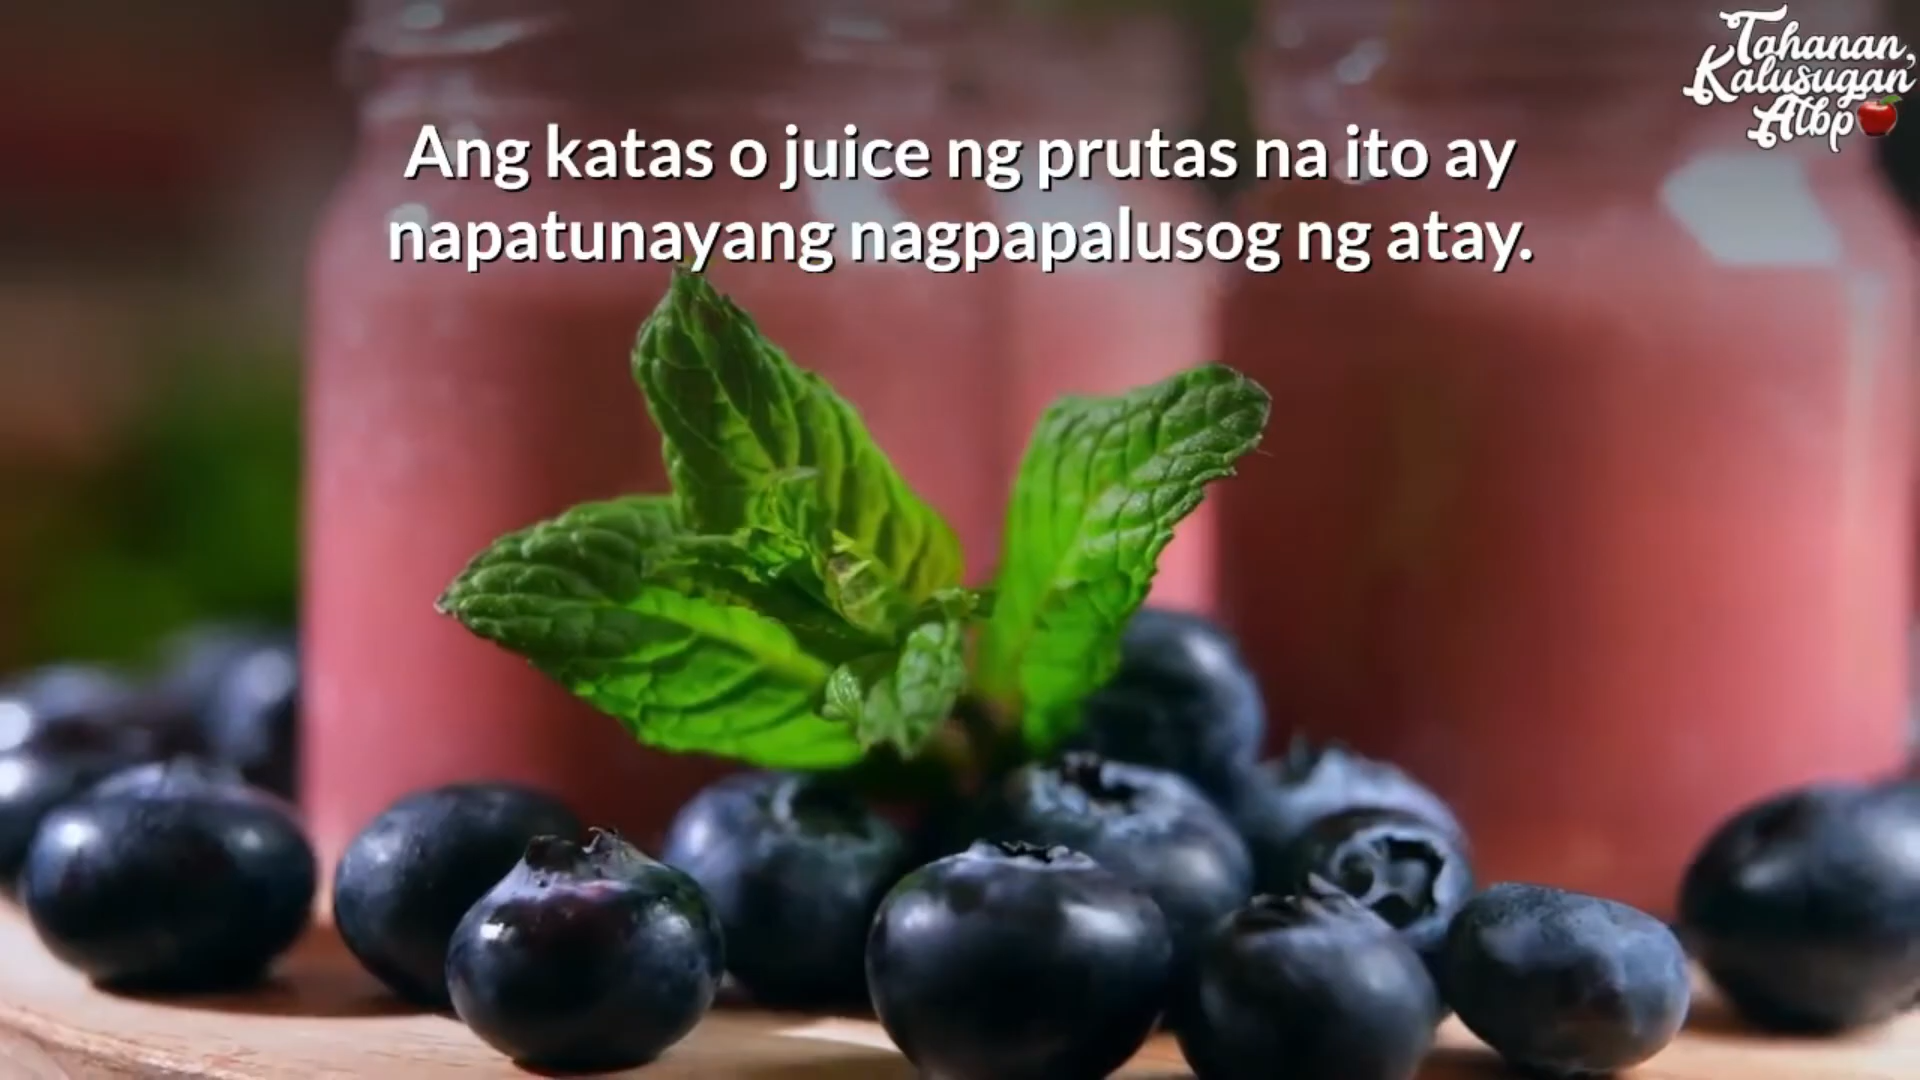 Tahanan,
Kalusugan
Atbp
Ang katas o juice ng prutas na ito ay
napatunayang nagpapalusog ng atay.